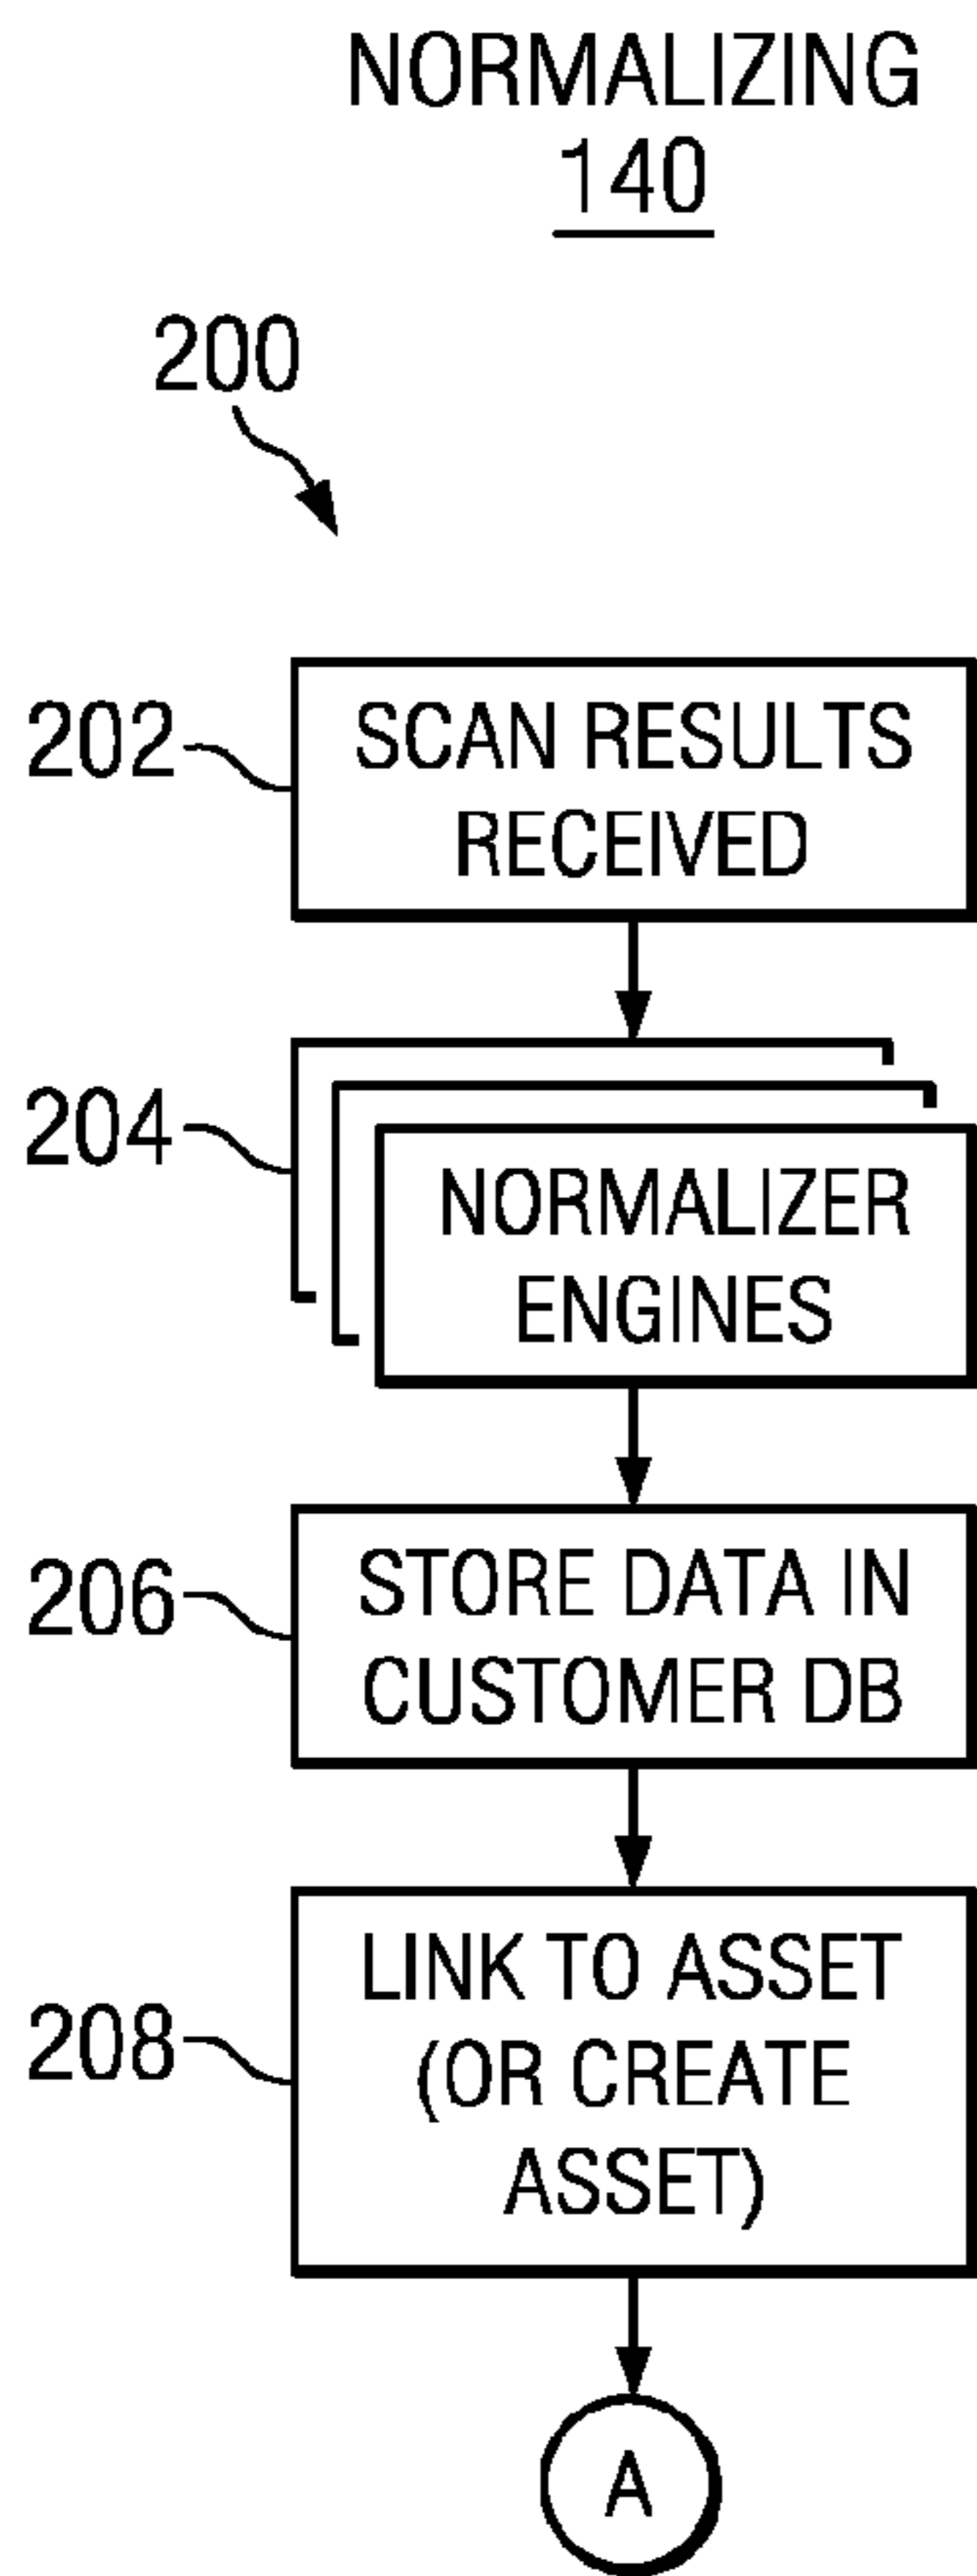 NORMALIZING
140
200
202
SCAN RESULTS
RECEIVED
204
NORMALIZER
ENGINES
206
STORE DATA IN
CUSTOMER DB
208
LINK TO ASSET
(OR CREATE
ASSET)
A